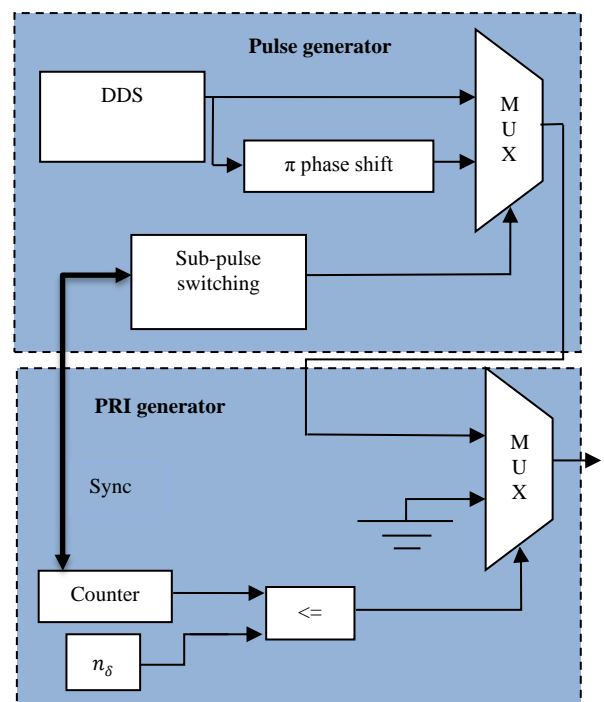 Pulse generator
DDS
M
U
X
π phase shift
Sub-pulse
switching
PRI generator
M
U
X
Sync
Counter
<=
n_δ